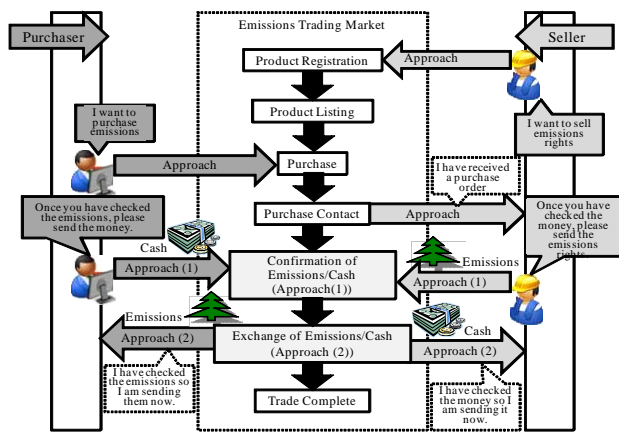 Emissions Trading Market
Purchaser
Seller
Product Registration
Approach
Product Listing
I want to
purchase
emissions
I want to sell
emissions
rights
Approach
Purchase
I have received
a purchase
order
Purchase Contact
Approach
Once you have checked
the emissions, please
send the money.
Once you have
checked the
money, please
send the
emissions
rights
Cash
Approach (1)
Confirmation of
Emissions/Cash
(Approach(1))
Emissions
Approach (1)
Emissions
Approach (2)
Exchange of Emissions/Cash
(Approach (2))
Cash
Approach (2)
I have checked
the emissions so I
am sending
them now.
I have checked
the money so I
am sending it
now.
Trade Complete